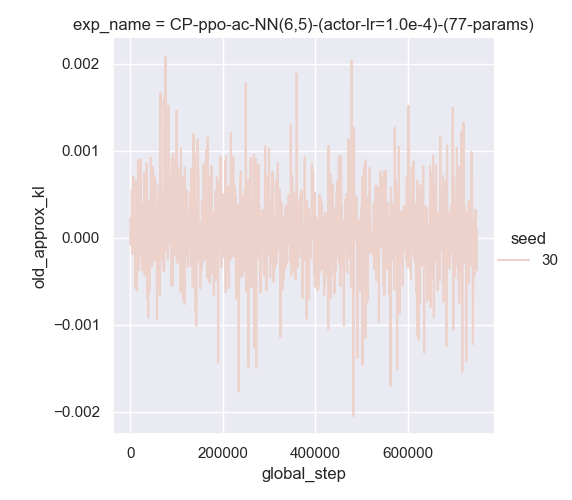 exp_name = CP-ppo-ac-NN(6,5)-(actor-lr=1.0e-4)-(77-params)
0.002
0.001
0.000
−0.001
−0.002
old_approx_kl
0
200000
400000
600000
global_step
seed
30